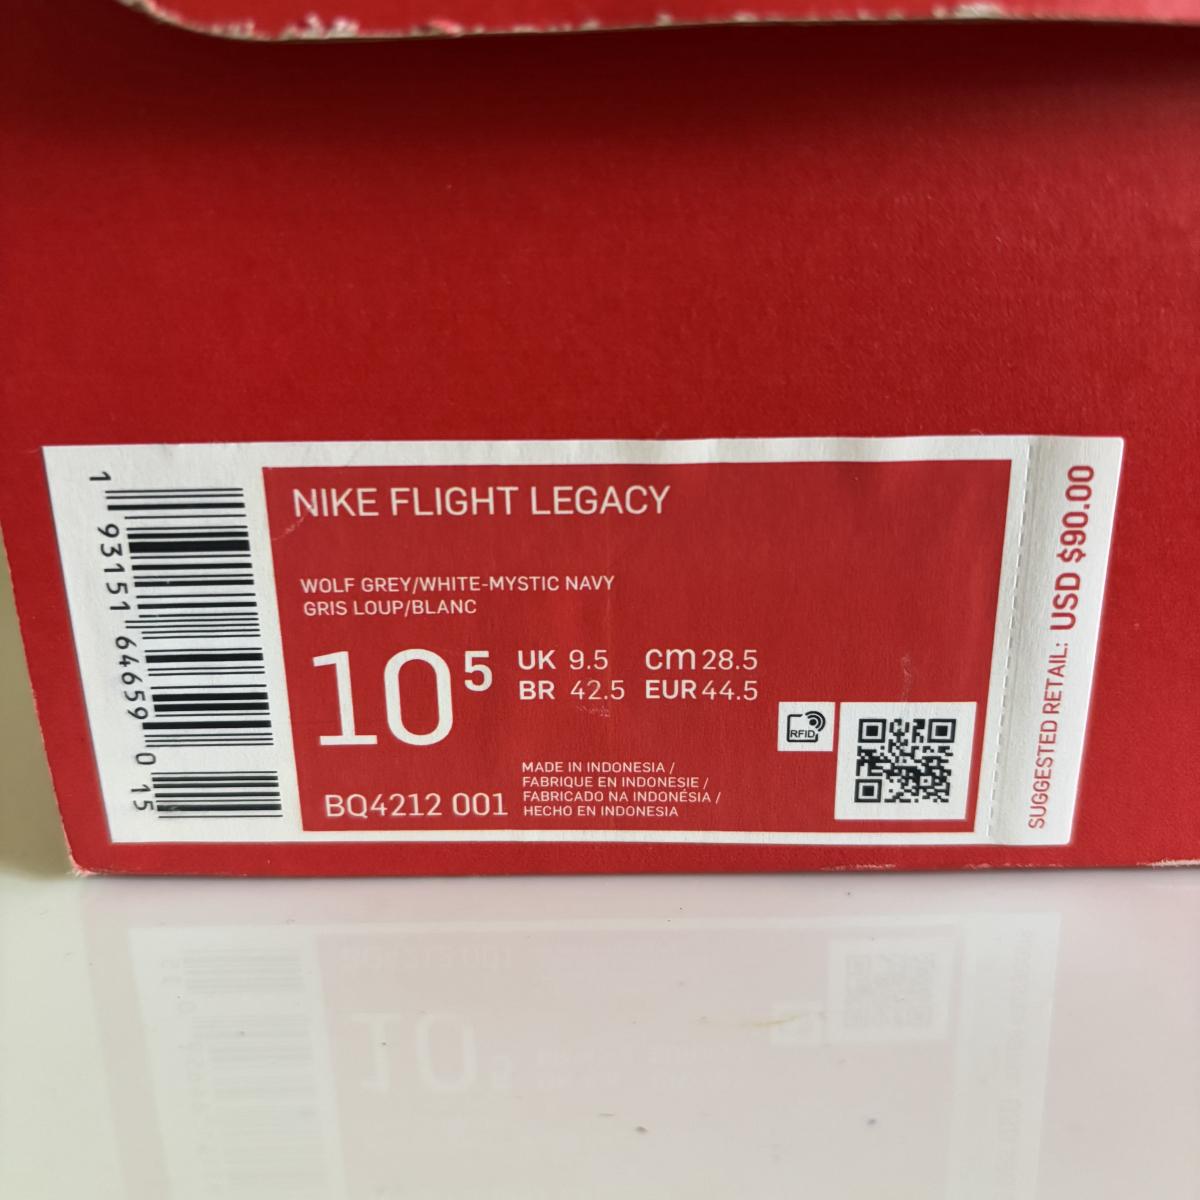 NIKE FLIGHT LEGACY
WOLF GREY/WHITE-MYSTIC NAVY
GRIS LOUP/BLANC
10 5
UK 9.5 cm 28.5
BR 42.5 EUR 44.5
RFID
MADE IN INDONESIA /
FABRIQUE EN INDONESIE /
FABRICADO NA INDONÉSIA /
HECHO EN INDONESIA
BQ4212 001
1 93151 64659 0 15
SUGGESTED RETAIL: USD $90.00